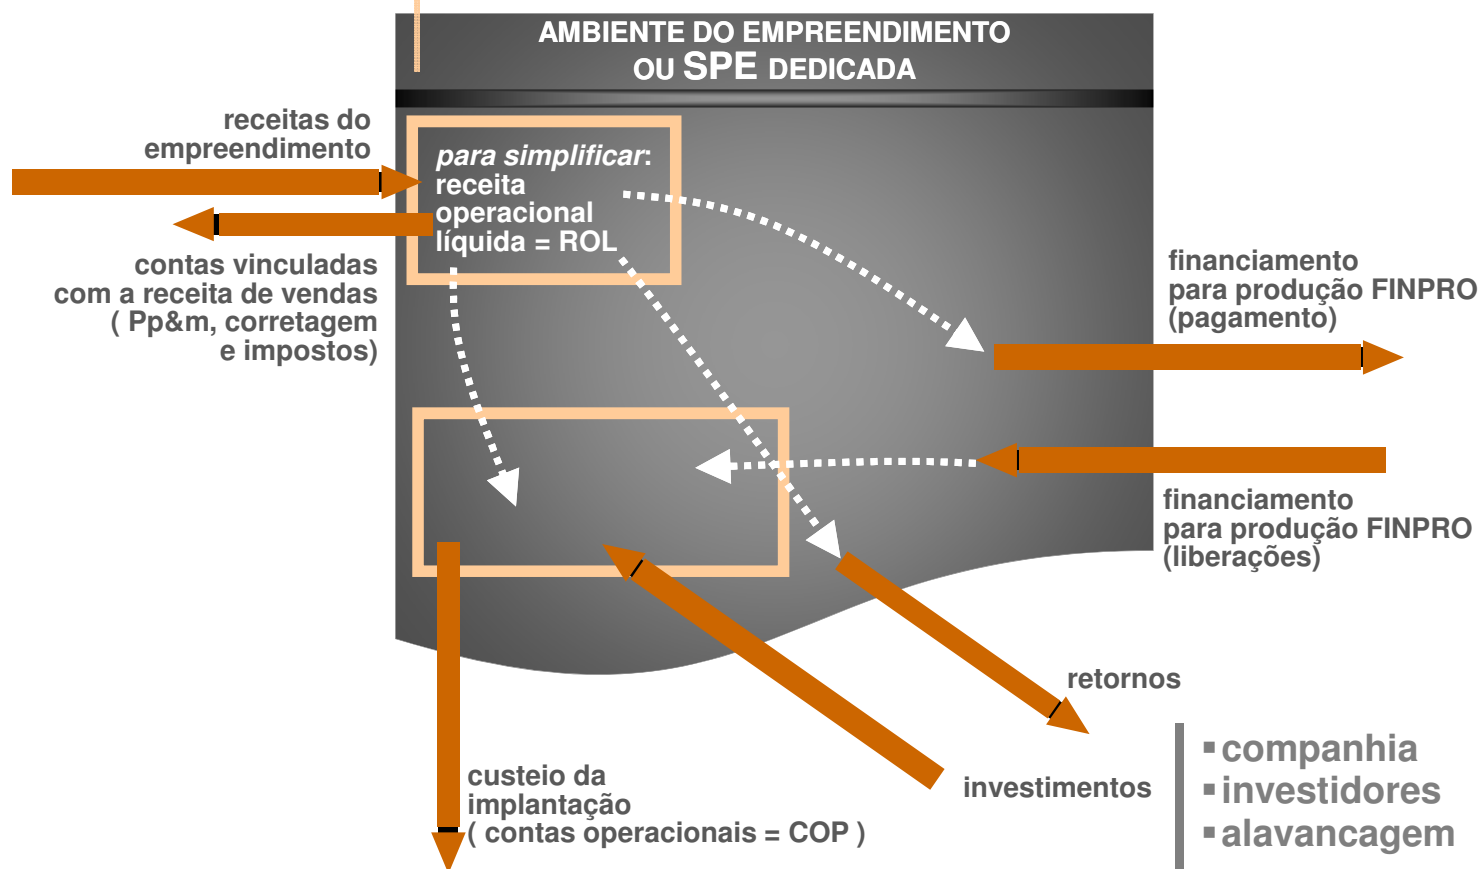 AMBIENTE DO EMPREENDIMENTO
OU SPE DEDICADA
receitas do
empreendimento
para simplificar:
receita
operacional
líquida = ROL
contas vinculadas
com a receita de vendas
( Pp&m, corretagem
e impostos)
financiamento
para produção FINPRO
(pagamento)
financiamento
para produção FINPRO
(liberações)
retornos
investimentos
custeio da
implantação
( contas operacionais = COP )
▪companhia
▪investidores
▪alavancagem